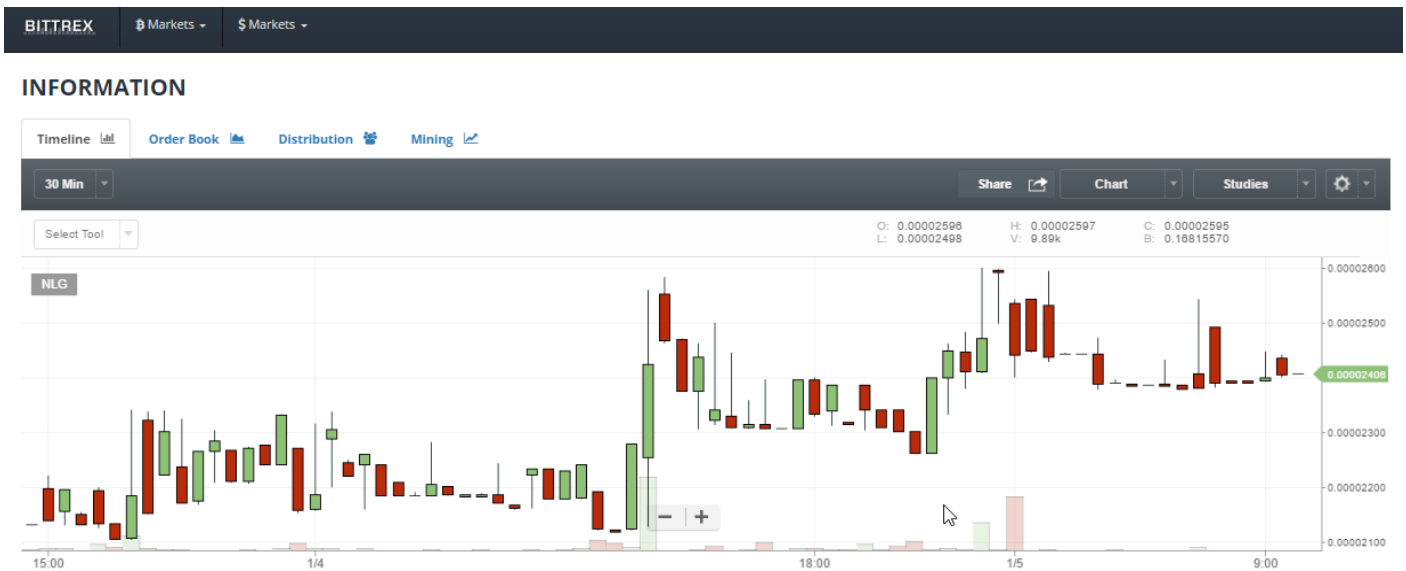 BITTREX ฿ Markets $ Markets
INFORMATION
Timeline Order Book Distribution Mining
30 Min Share Chart Studies
Select Tool O: 0.00002596 H: 0.00002597 C: 0.00002595
L: 0.00002498 V: 9.89k B: 0.16815570
NLG
0.00002600
0.00002500
0.00002406
0.00002300
0.00002200
− +
0.00002100
15:00 1/4 18:00 1/5 9:00